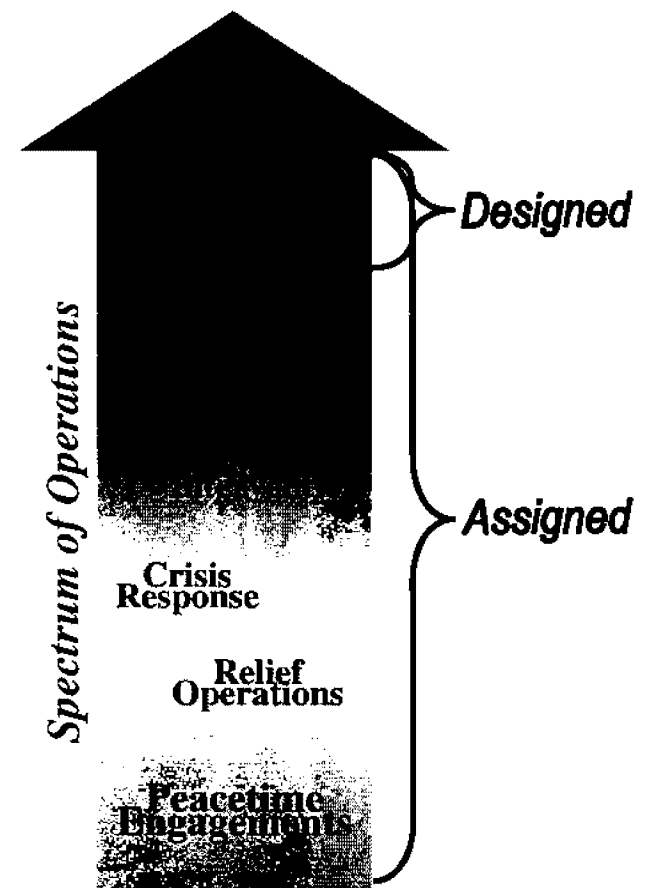 Designed
Spectrum of Operations
Assigned
Crisis
Response
Relief
Operations
Peacetime
Engagements